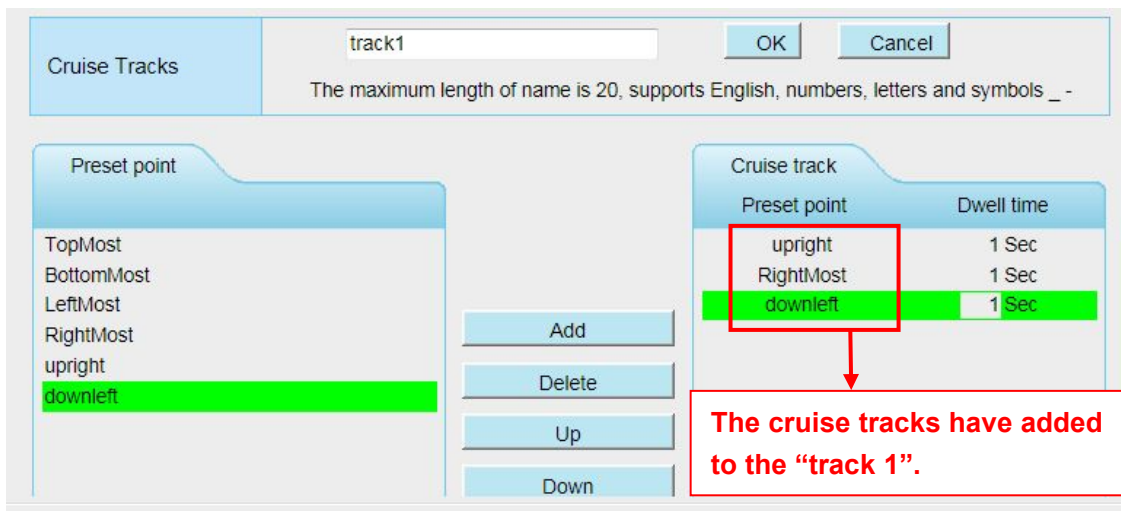 Cruise Tracks
track1
OK
Cancel
The maximum length of name is 20, supports English, numbers, letters and symbols _ -
Preset point
TopMost
BottomMost
LeftMost
RightMost
upright
downleft
Add
Delete
Up
Down
Cruise track
Preset point Dwell time
upright 1 Sec
RightMost 1 Sec
downleft 1 Sec
The cruise tracks have added
to the “track 1”.